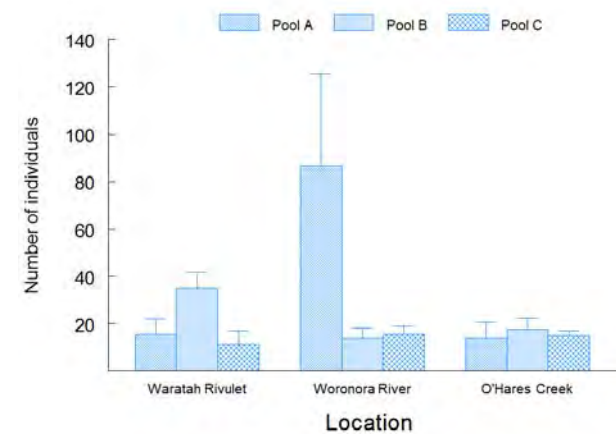 Pool A Pool B Pool C
140
120
100
80
60
40
20
Number of individuals
Waratah Rivulet Woronora River O'Hares Creek
Location